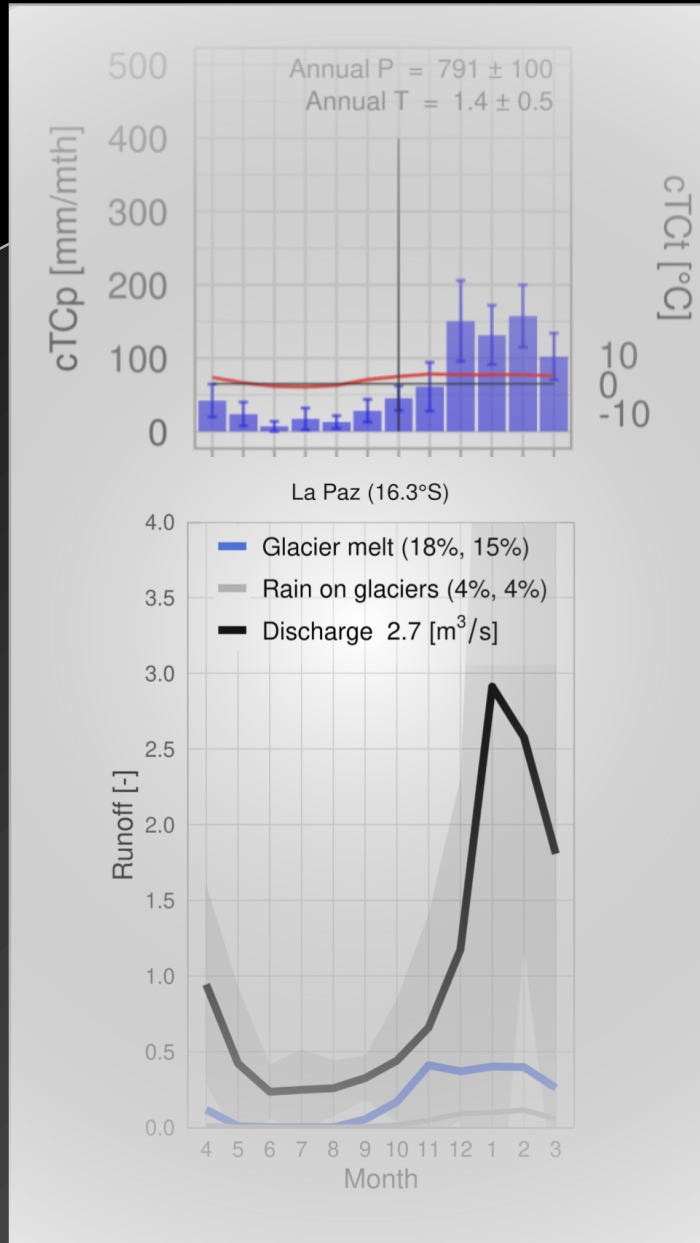 500
400
300
200
100
0
cTCp [mm/mth]
Annual P = 791 ± 100
Annual T = 1.4 ± 0.5
cTCt [°C]
10
0
-10
La Paz (16.3°S)
4.0
3.5
3.0
2.5
2.0
1.5
1.0
0.5
0.0
Runoff [-]
Glacier melt (18%, 15%)
Rain on glaciers (4%, 4%)
Discharge 2.7 [m³/s]
4 5 6 7 8 9 10 11 12 1 2 3
Month